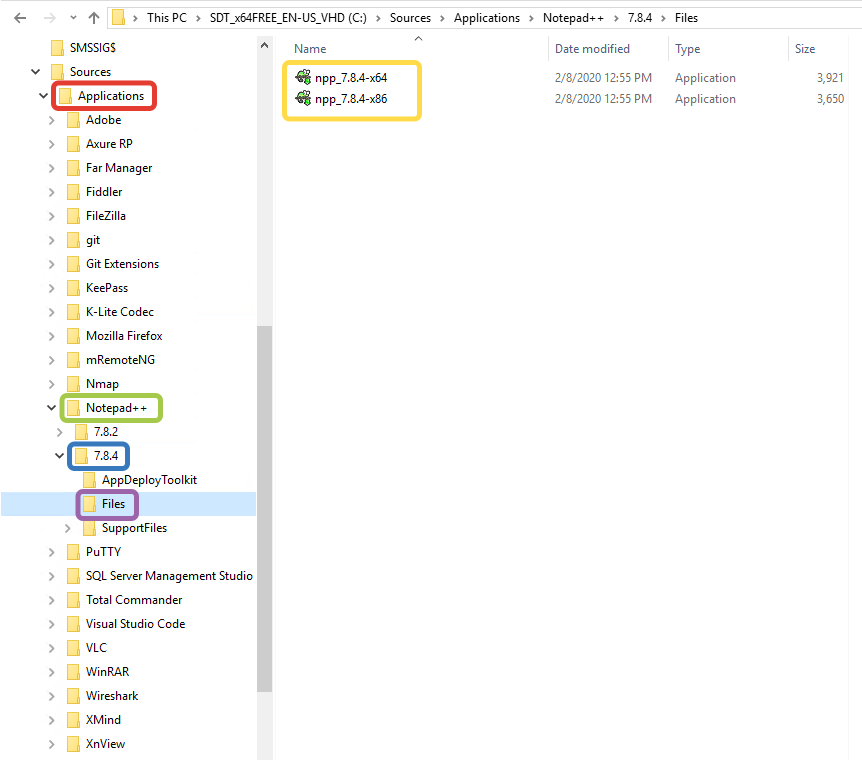 This PC > SDT_x64FREE_EN-US_VHD (C:) > Sources > Applications > Notepad++ > 7.8.4 > Files
SMSSIG$
Sources
Applications
Adobe
Axure RP
Far Manager
Fiddler
FileZilla
git
Git Extensions
KeePass
K-Lite Codec
Mozilla Firefox
mRemoteNG
Nmap
Notepad++
7.8.2
7.8.4
AppDeployToolkit
Files
SupportFiles
PuTTY
SQL Server Management Studio
Total Commander
Visual Studio Code
VLC
WinRAR
Wireshark
XMind
XnView
Name Date modified Type Size
npp_7.8.4-x64 2/8/2020 12:55 PM Application 3,921
npp_7.8.4-x86 2/8/2020 12:55 PM Application 3,650